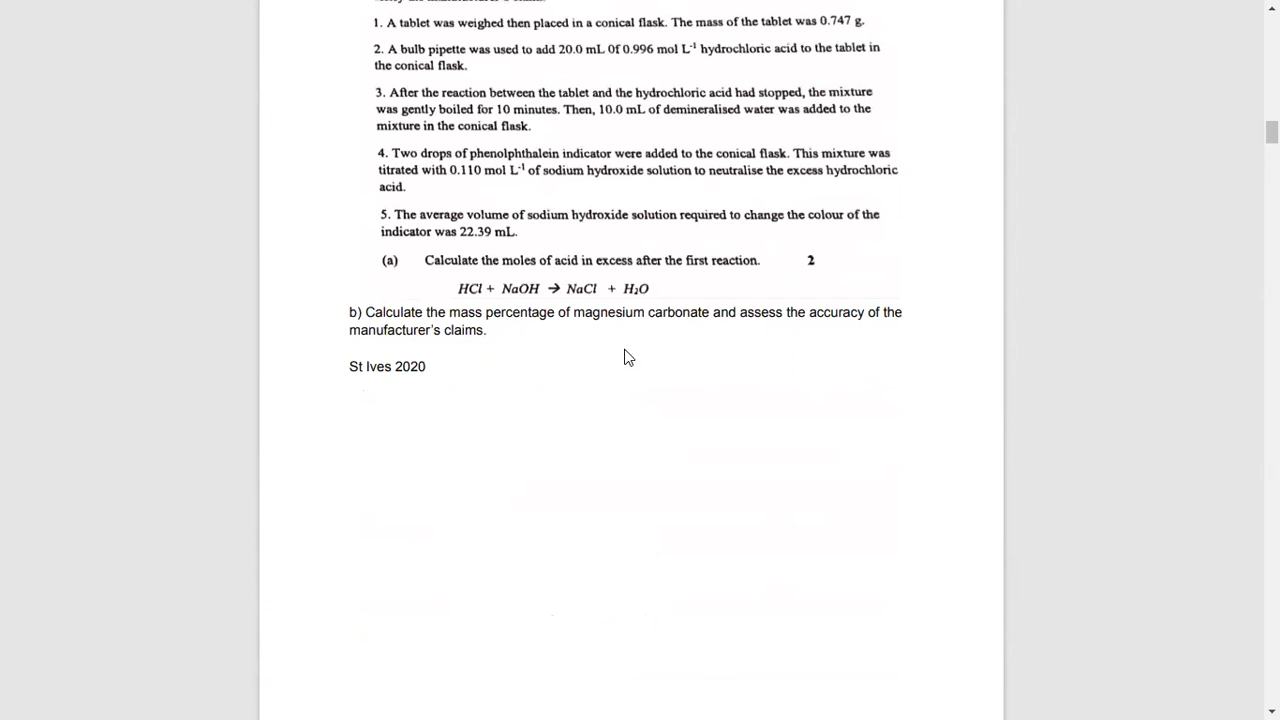 1. A tablet was weighed then placed in a conical flask. The mass of the tablet was 0.747 g.
2. A bulb pipette was used to add 20.0 mL 0f 0.996 mol L⁻¹ hydrochloric acid to the tablet in
the conical flask.
3. After the reaction between the tablet and the hydrochloric acid had stopped, the mixture
was gently boiled for 10 minutes. Then, 10.0 mL of demineralised water was added to the
mixture in the conical flask.
4. Two drops of phenolphthalein indicator were added to the conical flask. This mixture was
titrated with 0.110 mol L⁻¹ of sodium hydroxide solution to neutralise the excess hydrochloric
acid.
5. The average volume of sodium hydroxide solution required to change the colour of the
indicator was 22.39 mL.
(a) Calculate the moles of acid in excess after the first reaction. 2
HCl + NaOH → NaCl + H₂O
b) Calculate the mass percentage of magnesium carbonate and assess the accuracy of the
manufacturer's claims.
St Ives 2020